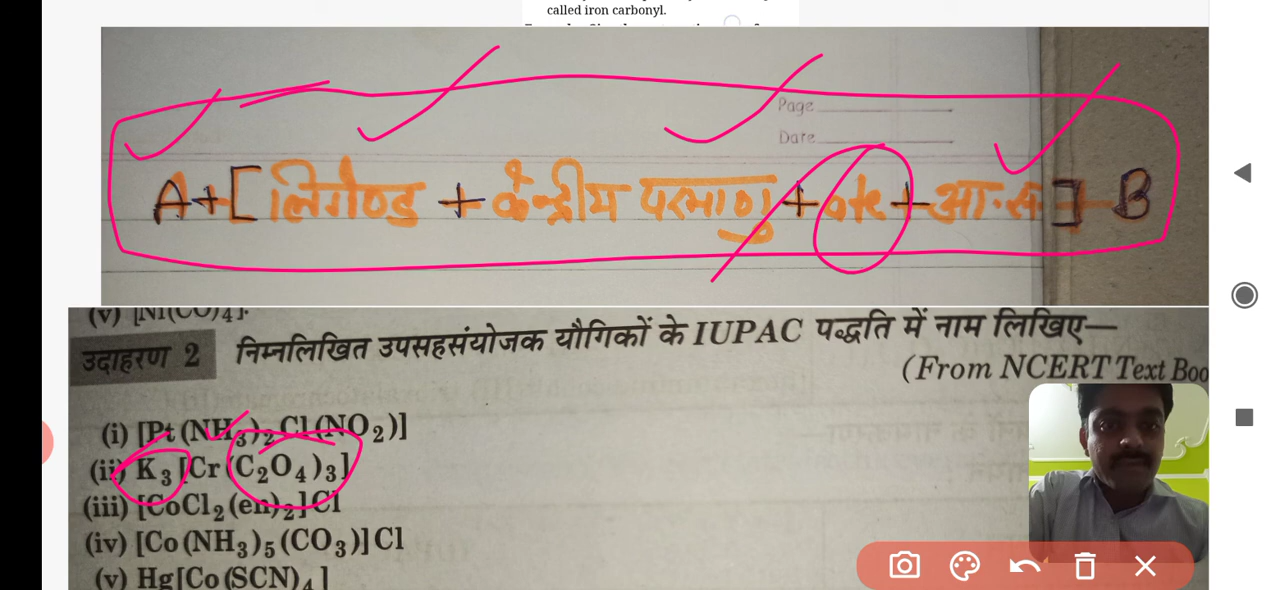 called iron carbonyl.
Page
Date
A+[लिगेण्ड + केन्द्रीय परमाणु + ate + आ.स.] + B
(v) [Ni(CO)4].
उदाहरण 2 निम्नलिखित उपसहसंयोजक यौगिकों के IUPAC पद्धति में नाम लिखिए—
(From NCERT Text Boo
(i) [Pt(NH3)2Cl(NO2)]
(ii) K3[Cr(C2O4)3]
(iii) [CoCl2(en)2]Cl
(iv) [Co(NH3)5(CO3)]Cl
(v) Hg[Co(SCN)4]